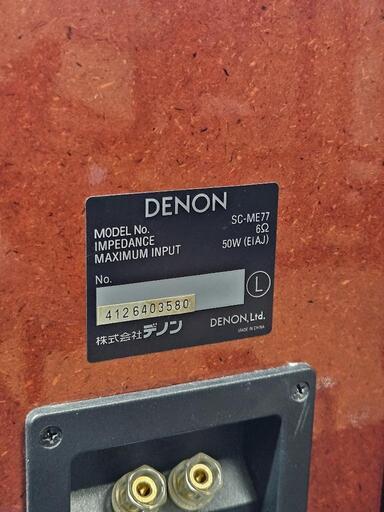 DENON
MODEL No. SC-ME77
IMPEDANCE 6Ω
MAXIMUM INPUT 50W (EIAJ)
No.
4126403580
L
株式会社デノン DENON, Ltd.
MADE IN CHINA